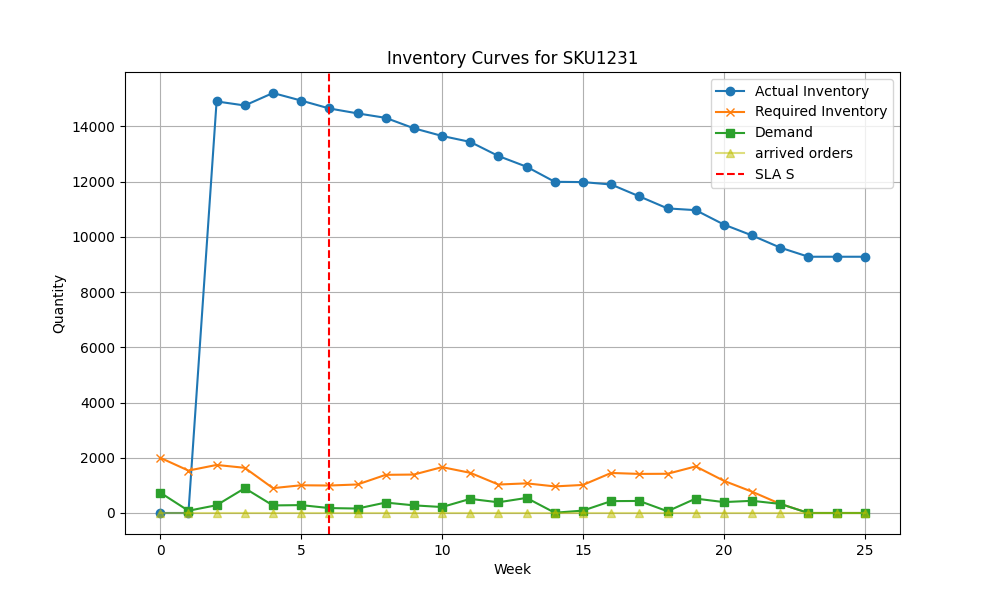 Inventory Curves for SKU1231
Actual Inventory
Required Inventory
Demand
arrived orders
SLA S
Quantity
14000
12000
10000
8000
6000
4000
2000
0
0 5 10 15 20 25
Week